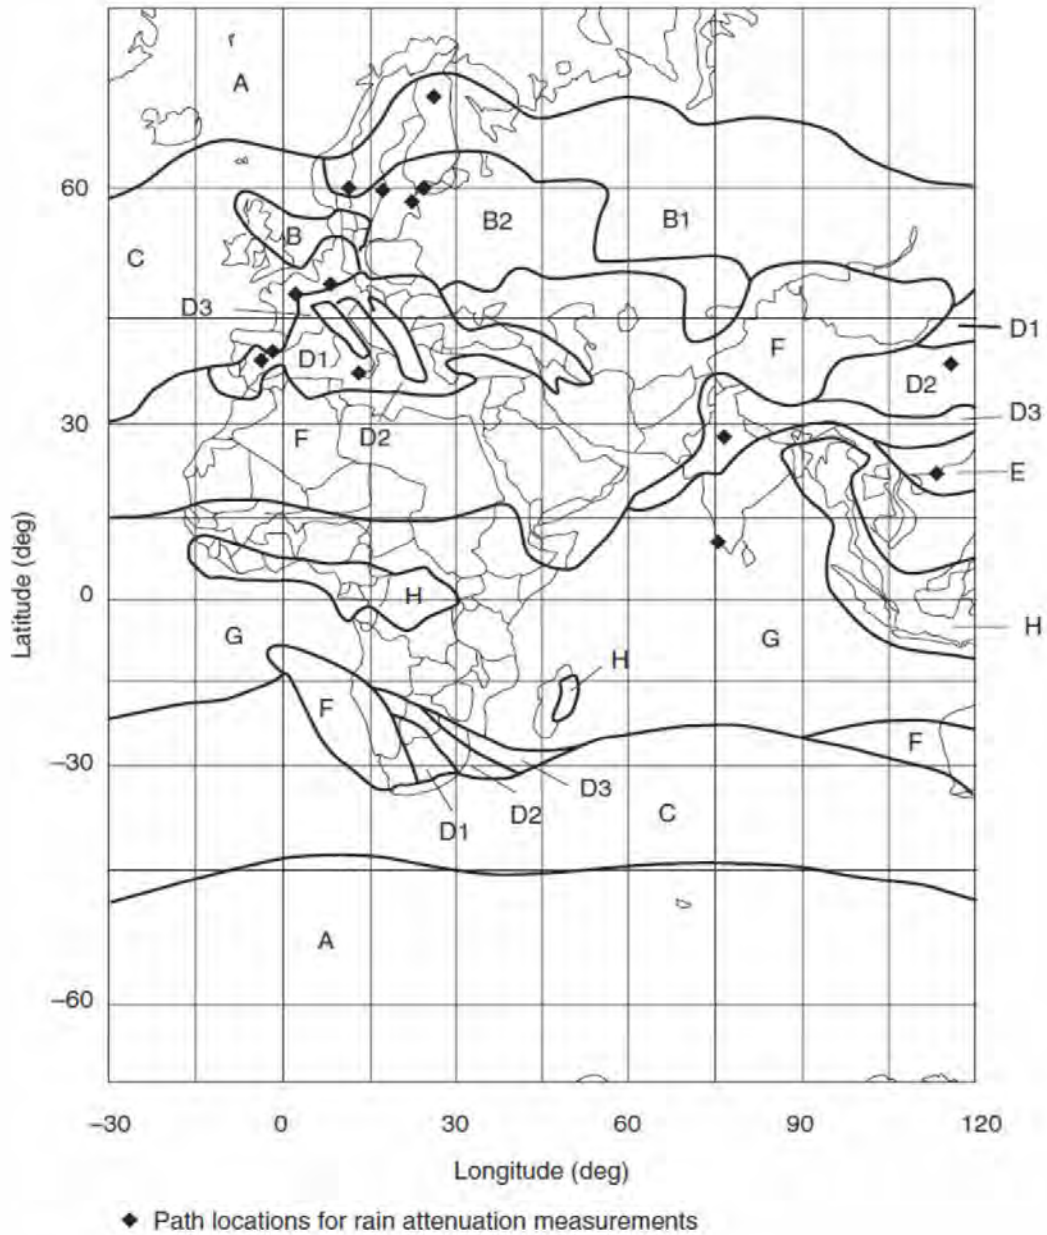 A
60
B2
B1
B
C
D3
D1
F
D1
D2
D3
30
F
D2
E
Latitude (deg)
0
H
G
G
H
H
F
F
–30
D3
D2
C
D1
A
–60
–30
0
30
60
90
120
Longitude (deg)
◆ Path locations for rain attenuation measurements